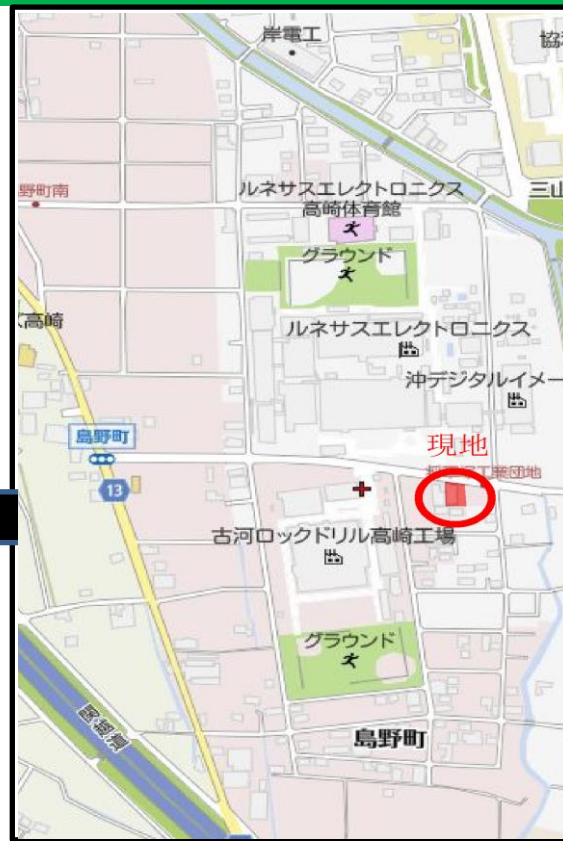 岸電工
協
野町南
ルネサスエレクトロニクス
高崎体育館
三山
グラウンド
高崎
ルネサスエレクトロニクス
沖デジタルイメー
島野町
現地
工業団地
13
古河ロックドリル高崎工場
グラウンド
関越道
島野町